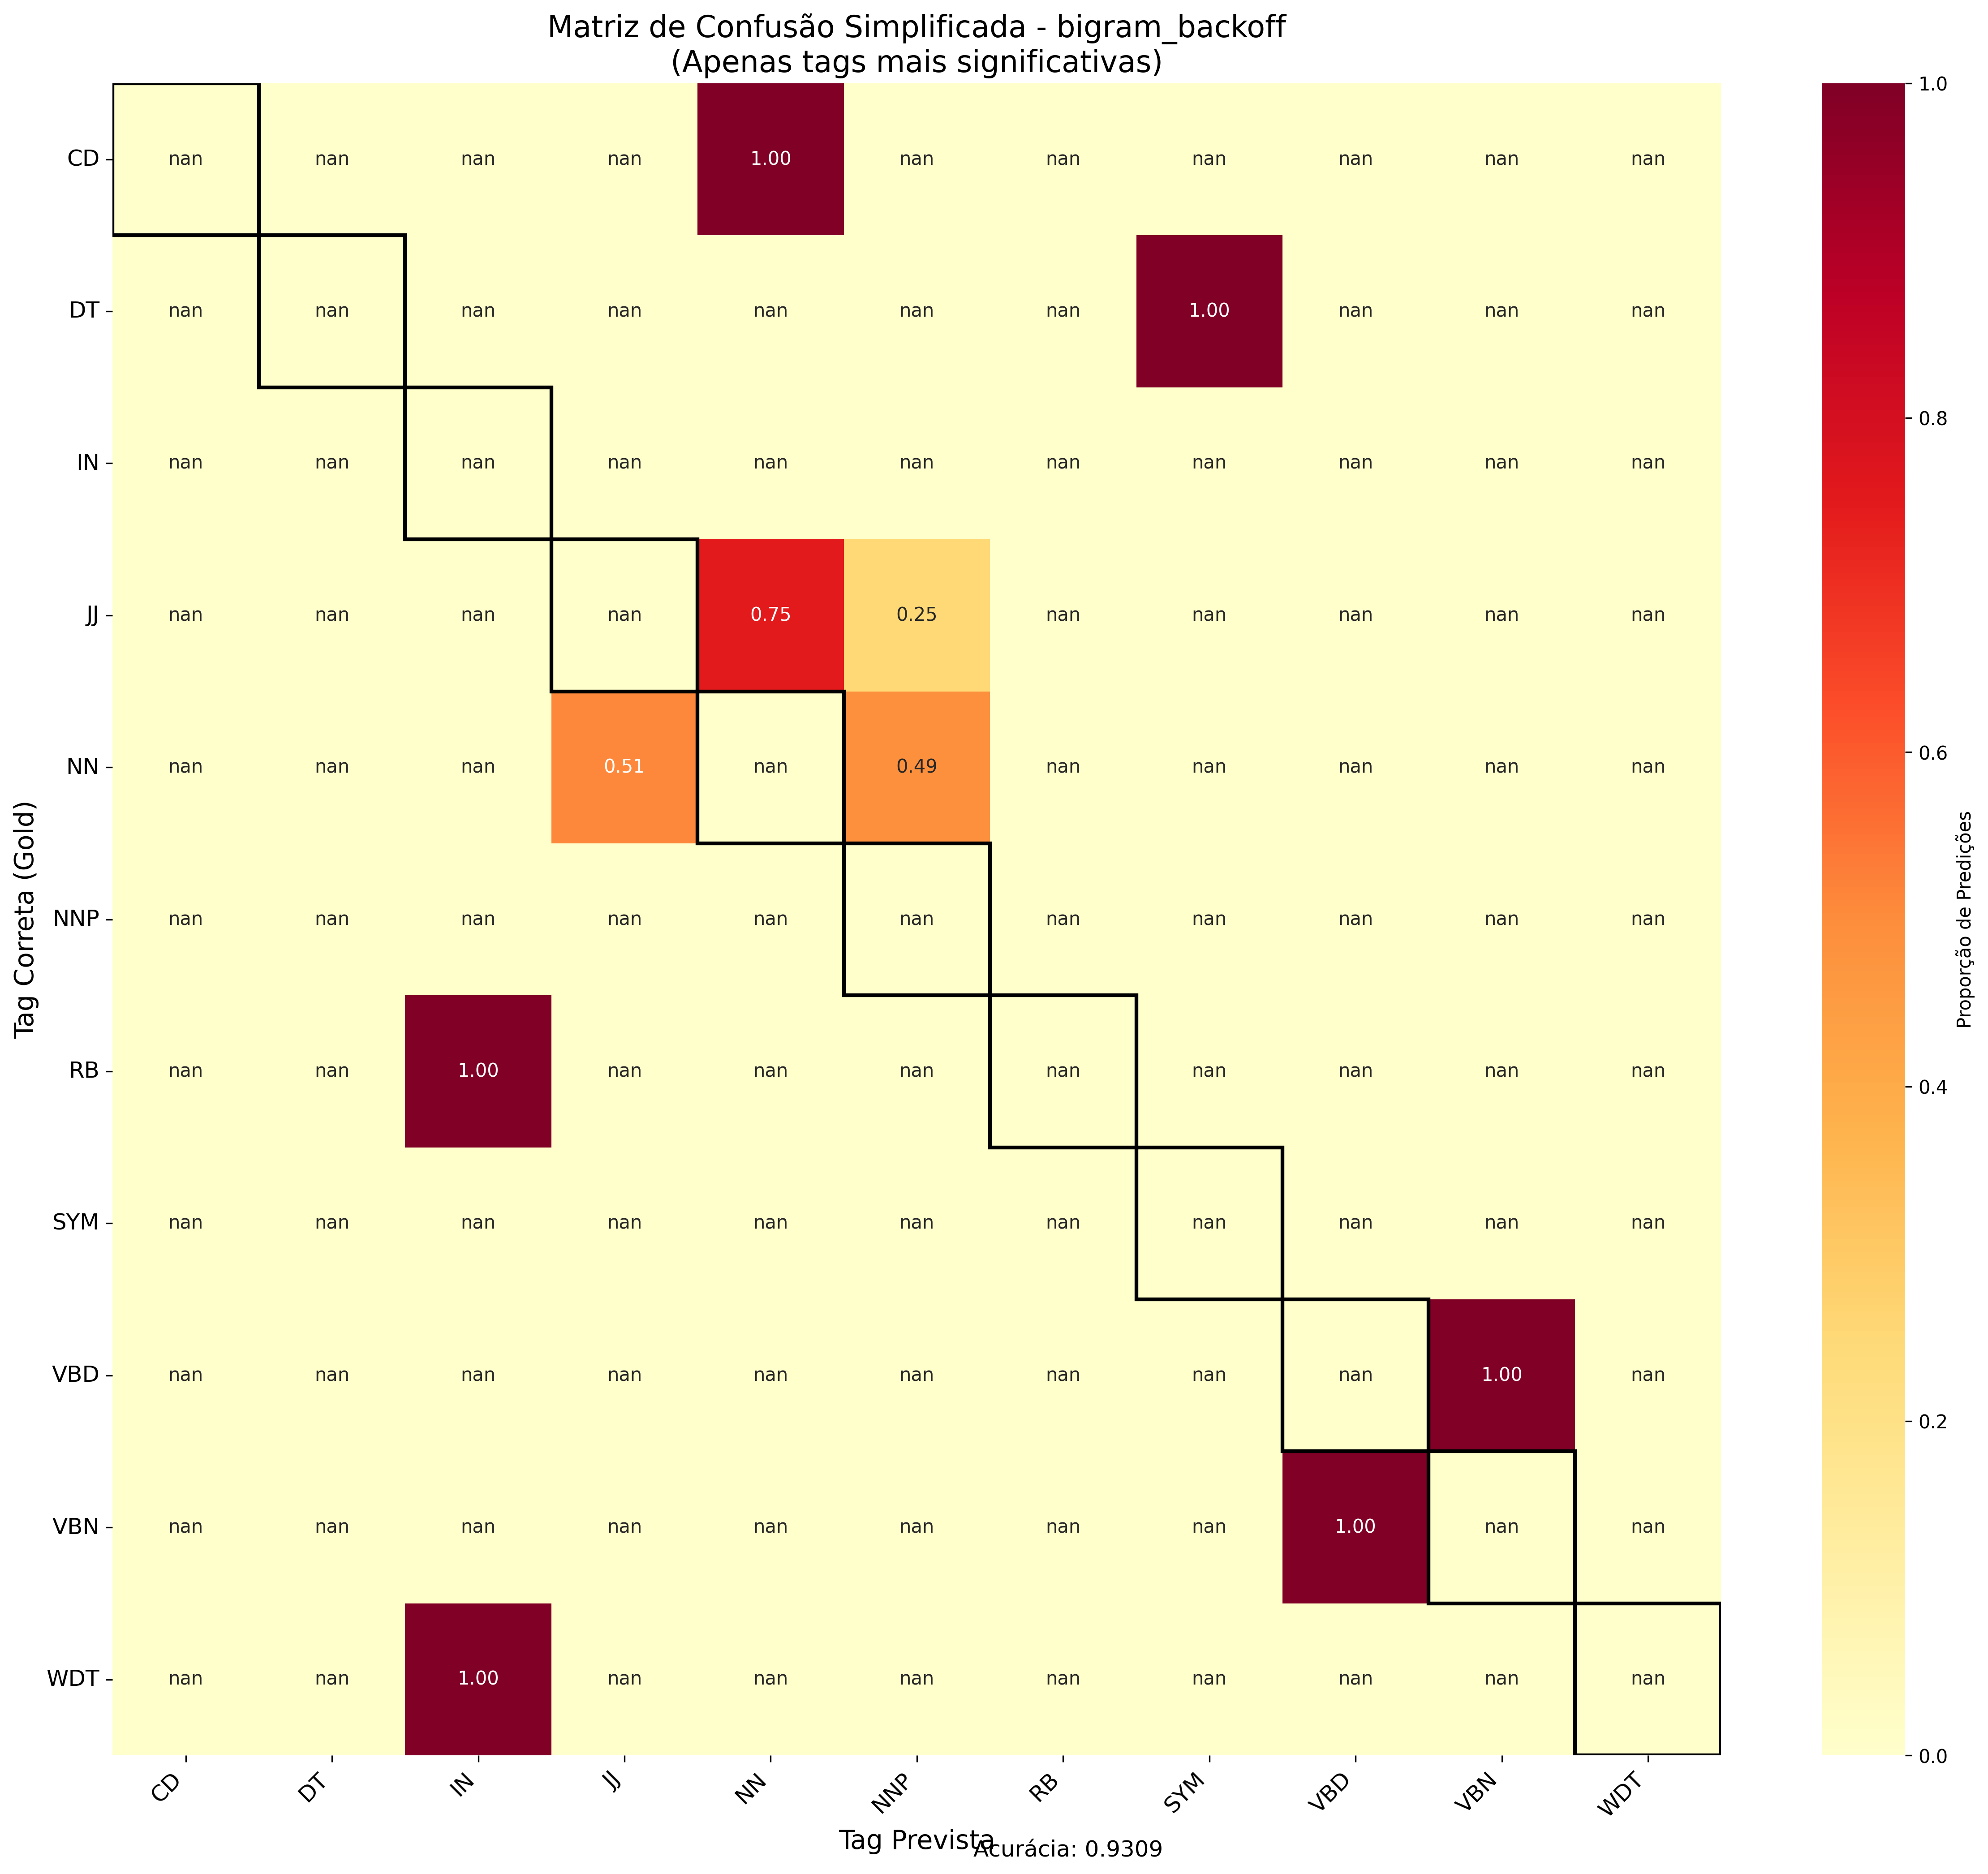 Matriz de Confusão Simplificada - bigram_backoff
(Apenas tags mais significativas)
CD nan nan nan nan 1.00 nan nan nan nan nan nan
DT nan nan nan nan nan nan nan 1.00 nan nan nan
IN nan nan nan nan nan nan nan nan nan nan nan
JJ nan nan nan nan 0.75 0.25 nan nan nan nan nan
NN nan nan nan 0.51 nan 0.49 nan nan nan nan nan
NNP nan nan nan nan nan nan nan nan nan nan nan
RB nan nan 1.00 nan nan nan nan nan nan nan nan
SYM nan nan nan nan nan nan nan nan nan nan nan
VBD nan nan nan nan nan nan nan nan nan 1.00 nan
VBN nan nan nan nan nan nan nan nan 1.00 nan nan
WDT nan nan 1.00 nan nan nan nan nan nan nan nan
CD DT IN JJ NN NNP RB SYM VBD VBN WDT
Tag Correta (Gold)
Tag Prevista
Acurácia: 0.9309
1.0
0.8
0.6
0.4
0.2
0.0
Proporção de Predições